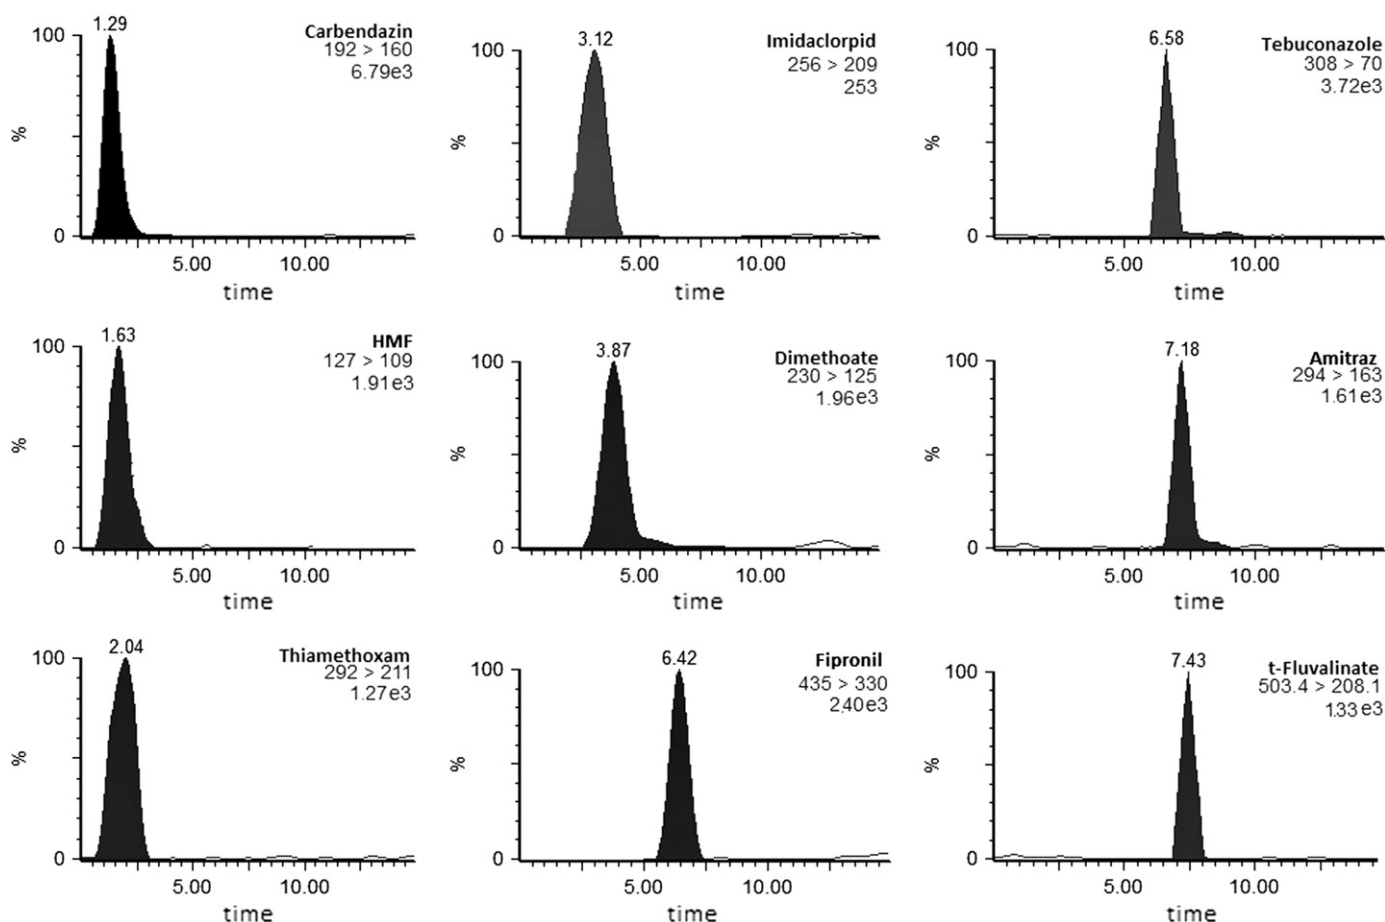 1.29
Carbendazin
192 > 160
6.79e3
100
%
0
5.00 10.00
time
3.12
Imidaclorpid
256 > 209
253
100
%
0
5.00 10.00
time
6.58
Tebuconazole
308 > 70
3.72e3
100
%
0
5.00 10.00
time
1.63
HMF
127 > 109
1.91e3
100
%
0
5.00 10.00
time
3.87
Dimethoate
230 > 125
1.96e3
100
%
0
5.00 10.00
time
7.18
Amitraz
294 > 163
1.61e3
100
%
0
5.00 10.00
time
2.04
Thiamethoxam
292 > 211
1.27e3
100
%
0
5.00 10.00
time
6.42
Fipronil
435 > 330
2.40e3
100
%
0
5.00 10.00
time
7.43
t-Fluvalinate
503.4 > 208.1
1.33e3
100
%
0
5.00 10.00
time